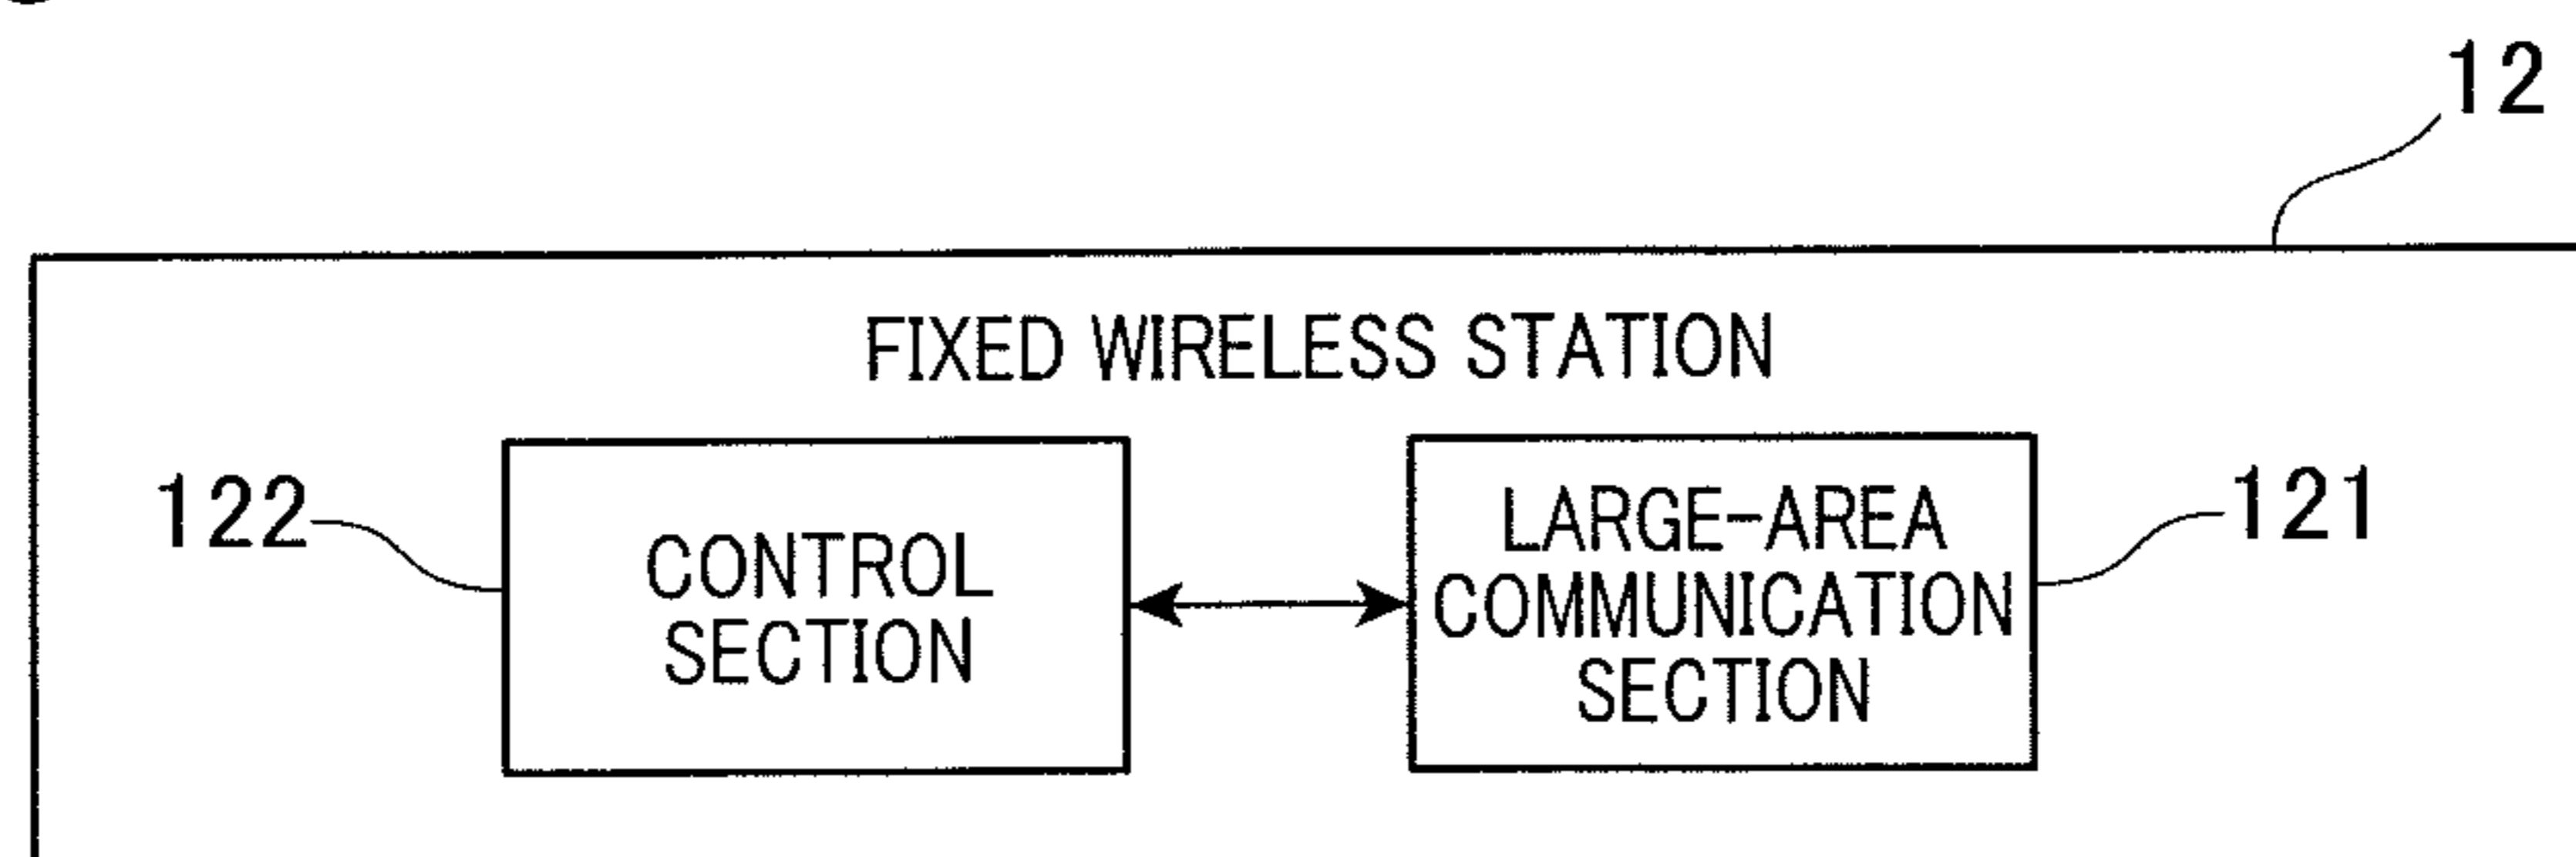 12
FIXED WIRELESS STATION
122
CONTROL
SECTION
LARGE-AREA
COMMUNICATION
SECTION
121